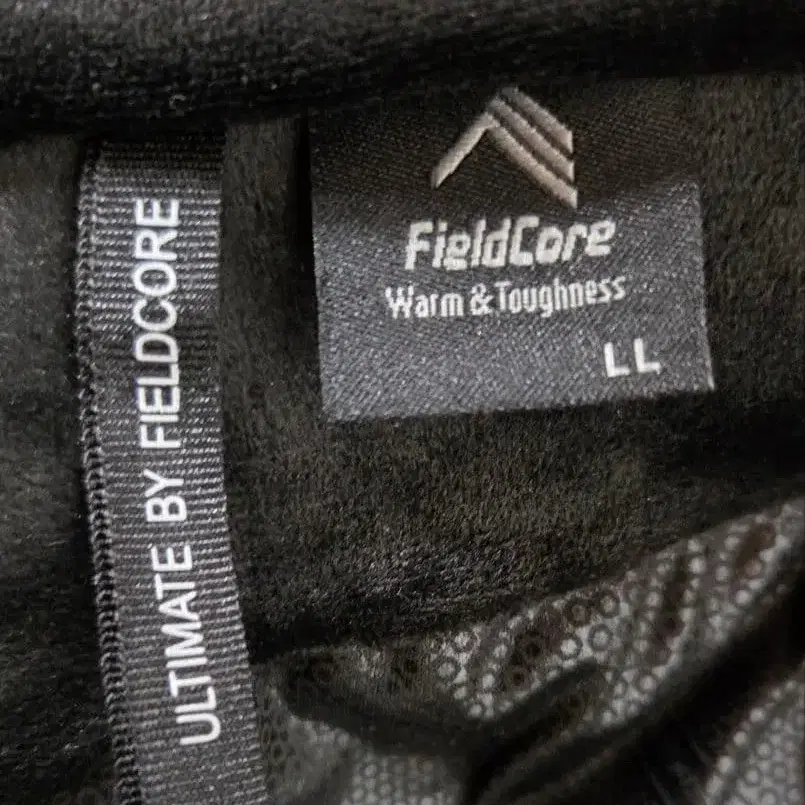 ULTIMATE BY FIELDCORE
FieldCore
Warm & Toughness
LL